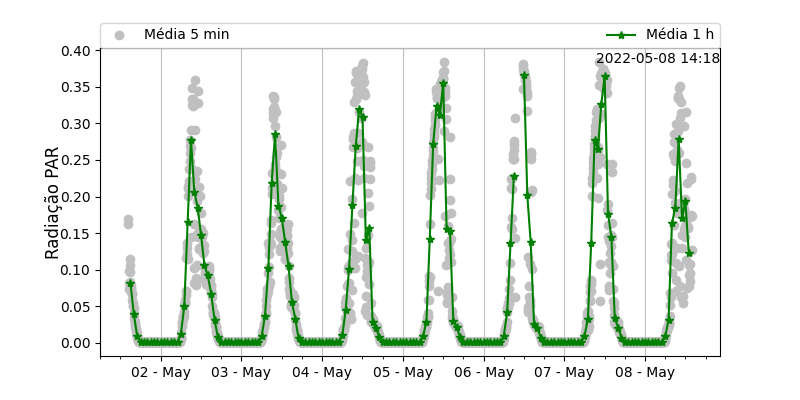 Média 5 min
Média 1 h
2022-05-08 14:18
Radiação PAR
0.40
0.35
0.30
0.25
0.20
0.15
0.10
0.05
0.00
02 - May
03 - May
04 - May
05 - May
06 - May
07 - May
08 - May